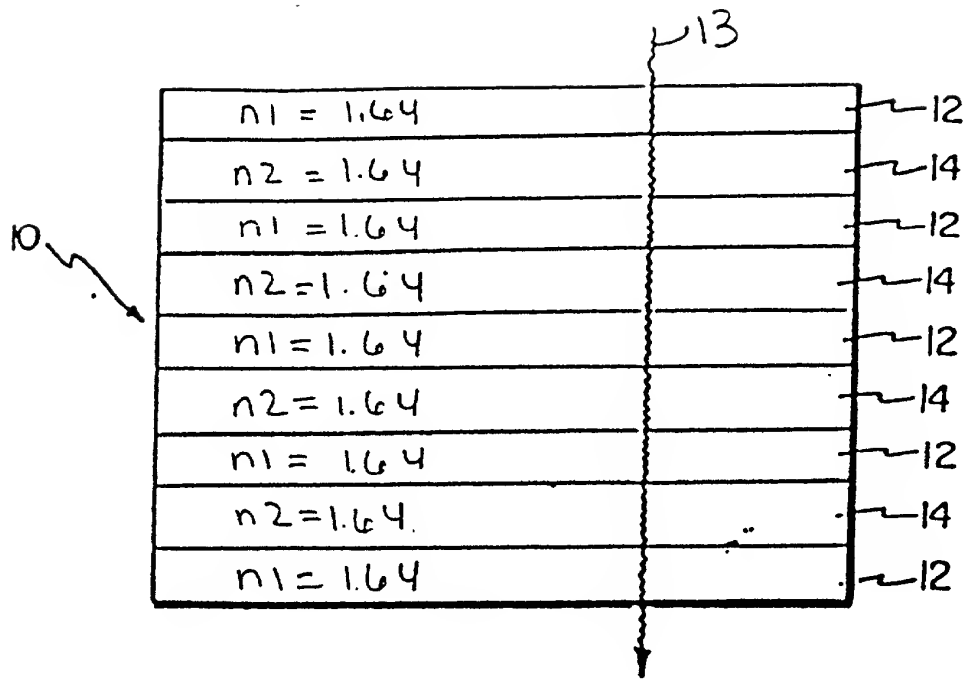 13
n1 = 1.64 12
n2 = 1.64 14
n1 = 1.64 12
10
n2 = 1.64 14
n1 = 1.64 12
n2 = 1.64 14
n1 = 1.64 12
n2 = 1.64 14
n1 = 1.64 12